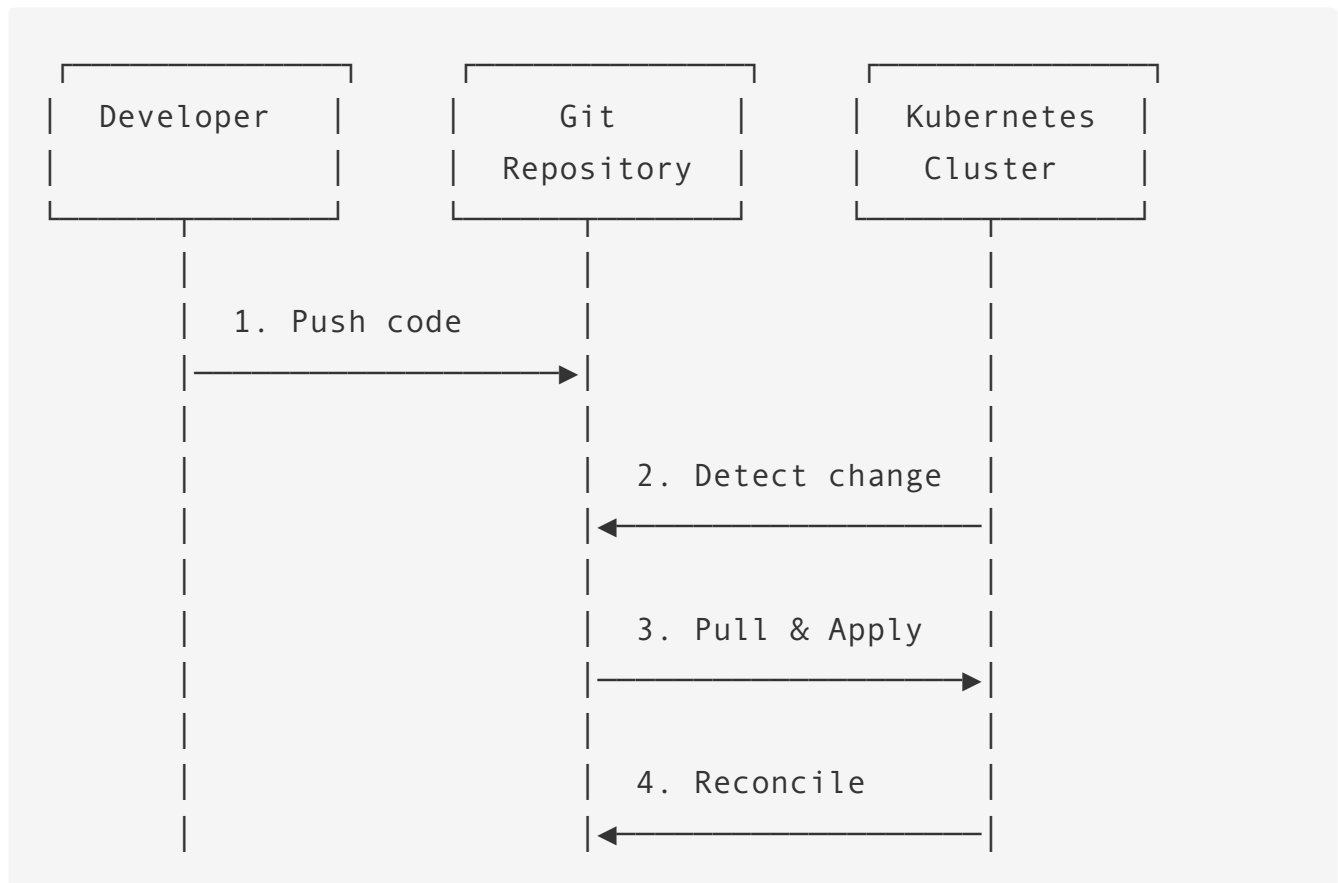 Developer
Git
Kubernetes
Repository
Cluster
1. Push code
2. Detect change
3. Pull & Apply
4. Reconcile